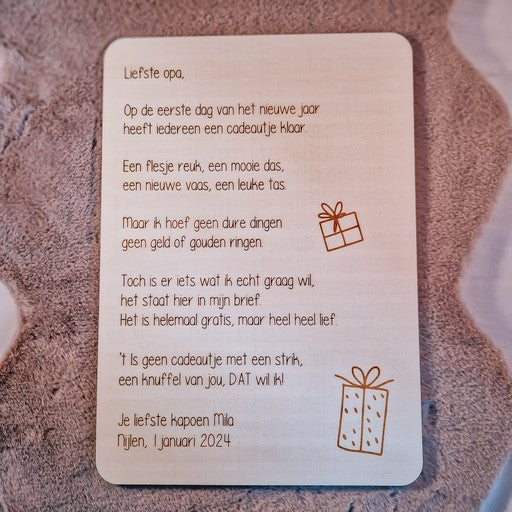 Liefste opa,
Op de eerste dag van het nieuwe jaar
heeft iedereen een cadeautje klaar.
Een flesje reuk, een mooie das,
een nieuwe vaas, een leuke tas.
Maar ik hoef geen dure dingen
geen geld of gouden ringen.
Toch is er iets wat ik echt graag wil,
het staat hier in mijn brief.
Het is helemaal gratis, maar heel heel lief.
't Is geen cadeautje met een strik,
een knuffel van jou, DAT wil ik!
Je liefste kapoen Mila
Nijlen, 1 januari 2024